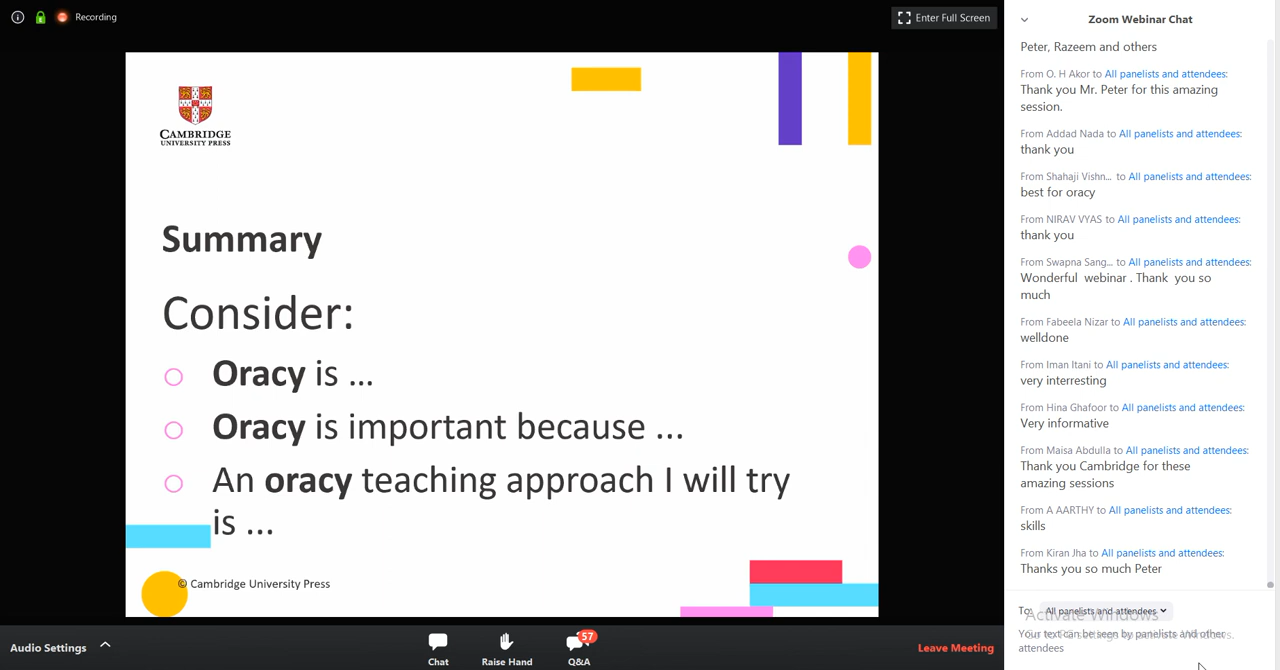 Recording
Enter Full Screen
CAMBRIDGE
UNIVERSITY PRESS
Summary
Consider:
Oracy is ...
Oracy is important because ...
An oracy teaching approach I will try
is ...
© Cambridge University Press
Audio Settings
Chat
Raise Hand
57
Q&A
Leave Meeting
Zoom Webinar Chat
Peter, Razeem and others
From O. H Akor to All panelists and attendees:
Thank you Mr. Peter for this amazing
session.
From Addad Nada to All panelists and attendees:
thank you
From Shahaji Vishn... to All panelists and attendees:
best for oracy
From NIRAV VYAS to All panelists and attendees:
thank you
From Swapna Sang... to All panelists and attendees:
Wonderful webinar . Thank you so
much
From Fabeela Nizar to All panelists and attendees:
welldone
From Iman Itani to All panelists and attendees:
very interresting
From Hina Ghafoor to All panelists and attendees:
Very informative
From Maisa Abdulla to All panelists and attendees:
Thank you Cambridge for these
amazing sessions
From A AARTHY to All panelists and attendees:
skills
From Kiran Jha to All panelists and attendees:
Thanks you so much Peter
To: All panelists and attendees
Activate Windows
Your text can be seen by panelists and other
attendees